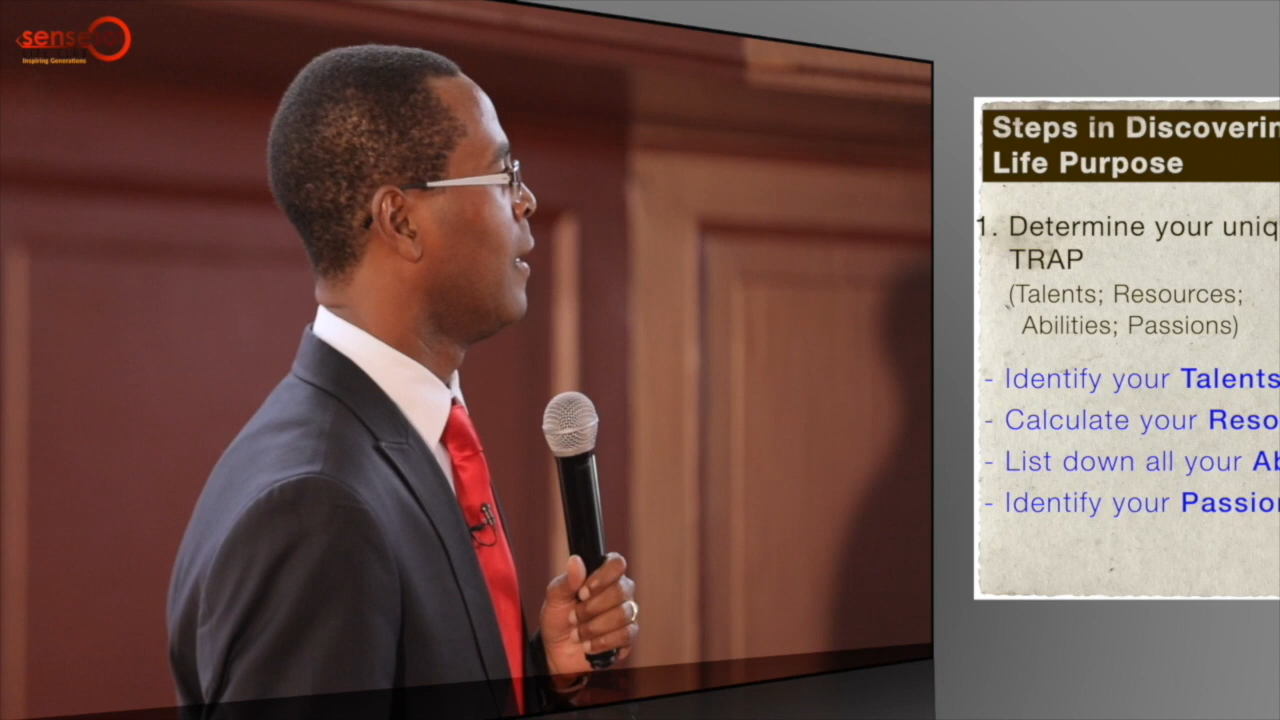 sense
Inspiring Generations
Steps in Discoverin
Life Purpose
1. Determine your uniq
TRAP
(Talents; Resources;
Abilities; Passions)
- Identify your Talents
- Calculate your Reso
- List down all your Ab
- Identify your Passion